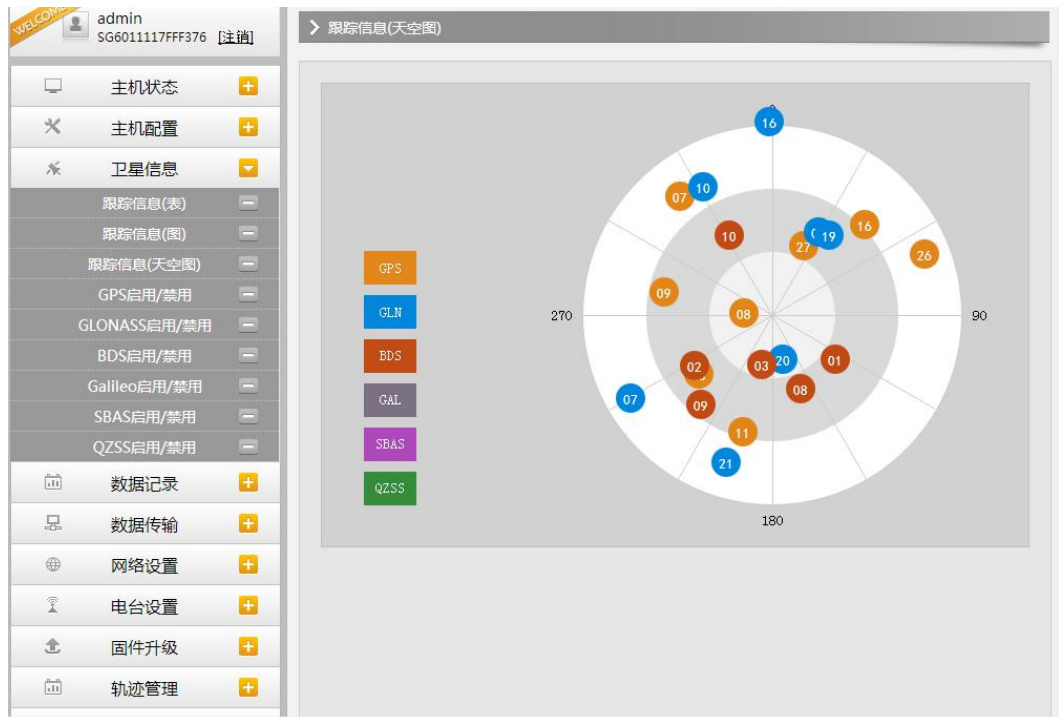 WELCOME
admin
SG6011117FFF376 [注销]
主机状态
主机配置
卫星信息
跟踪信息(表)
跟踪信息(图)
跟踪信息(天空图)
GPS启用/禁用
GLONASS启用/禁用
BDS启用/禁用
Galileo启用/禁用
SBAS启用/禁用
QZSS启用/禁用
数据记录
数据传输
网络设置
电台设置
固件升级
轨迹管理
跟踪信息(天空图)
GPS
GLN
BDS
GAL
SBAS
QZSS
16
07 10
10
27 19 16
26
09
08
270
90
02
03 20 01
08
07
09
11
21
180